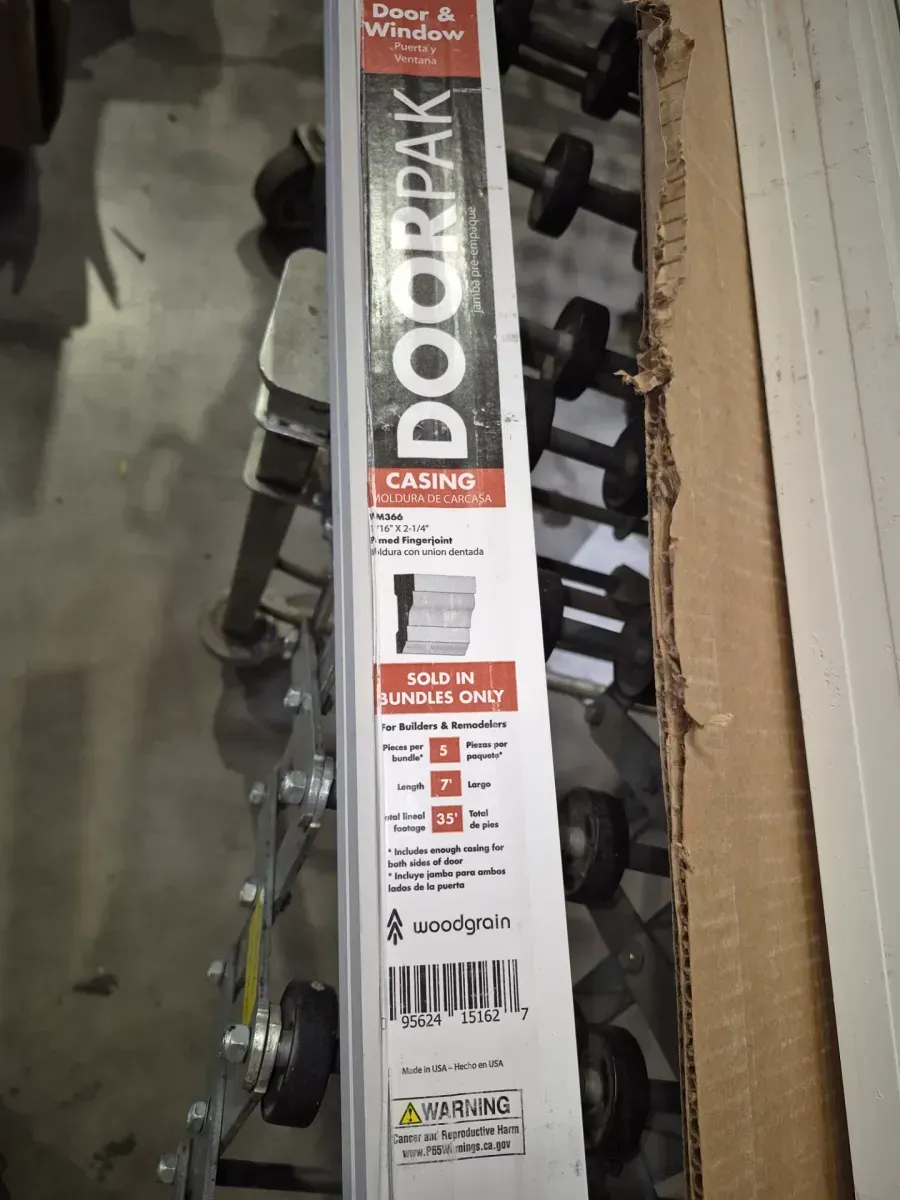 Door &
Window
Puerta y
Ventana
DOORPAK
Jamba pre-empaque
CASING
MOLDURA DE CARCASA
WM366
/16" X 2-1/4"
Primed Fingerjoint
Moldura con union dentada
SOLD IN
BUNDLES ONLY
For Builders & Remodelers
Pieces per bundle* 5 Piezas por paquete*
Length 7' Largo
Total lineal footage 35' Total de pies
* Includes enough casing for
both sides of door
* Incluye jamba para ambos
lados de la puerta
woodgrain
95624 15162 7
Made in USA – Hecho en USA
WARNING
Cancer and Reproductive Harm
www.P65Warnings.ca.gov